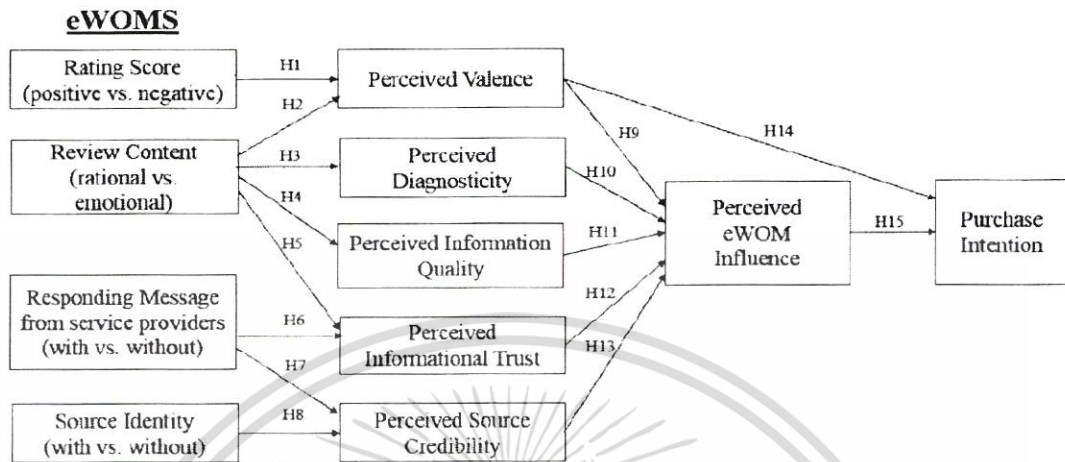 eWOMS
Rating Score
(positive vs. negative)
H1
Perceived Valence
H2
Review Content
(rational vs.
emotional)
H3
Perceived
Diagnosticity
H4
H5
Perceived Information
Quality
Responding Message
from service providers
(with vs. without)
H6
Perceived
Informational Trust
H7
Source Identity
(with vs. without)
H8
Perceived Source
Credibility
H9
H10
H11
H12
H13
Perceived
eWOM
Influence
H14
H15
Purchase
Intention